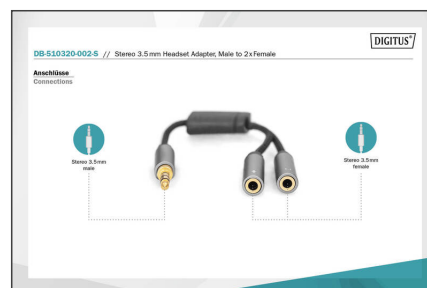 DIGITUS®
DB-510320-002-S // Stereo 3.5 mm Headset Adapter, Male to 2x Female
Anschlüsse
Connections
Stereo 3.5mm
male
Stereo 3.5mm
female